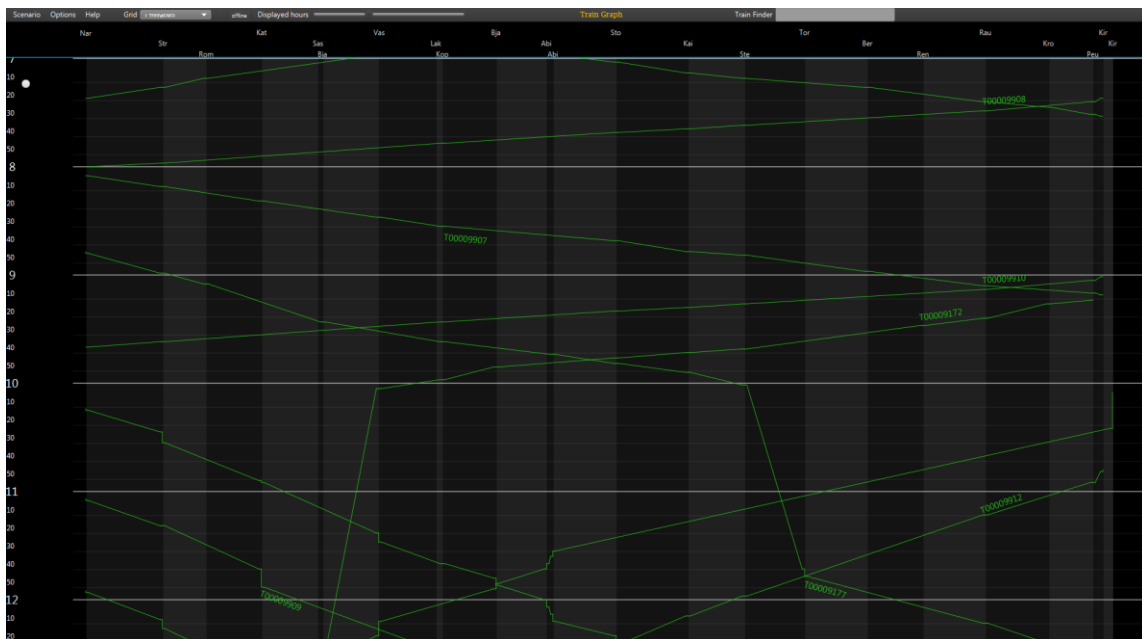 Scenario Options Help Grid 1 TERRWEEKS offline Displayed hours Train Graph Train Finder
Nar Kat Vas Bja Sto Tor Rau Kir
Str Sas Lak Abi Kai Ber Kro Kir
Rom Bja Kop Abi Ste Ren Peu
7
10
20
30 T00009908
40
50
8
10
20
30
40 T00009907
50
9
10 T00009910
20
30 T00009172
40
50
10
10
20
30
40
50
11
10 T00009912
20
30
40
50 T00009177
12 T00009909
10
20